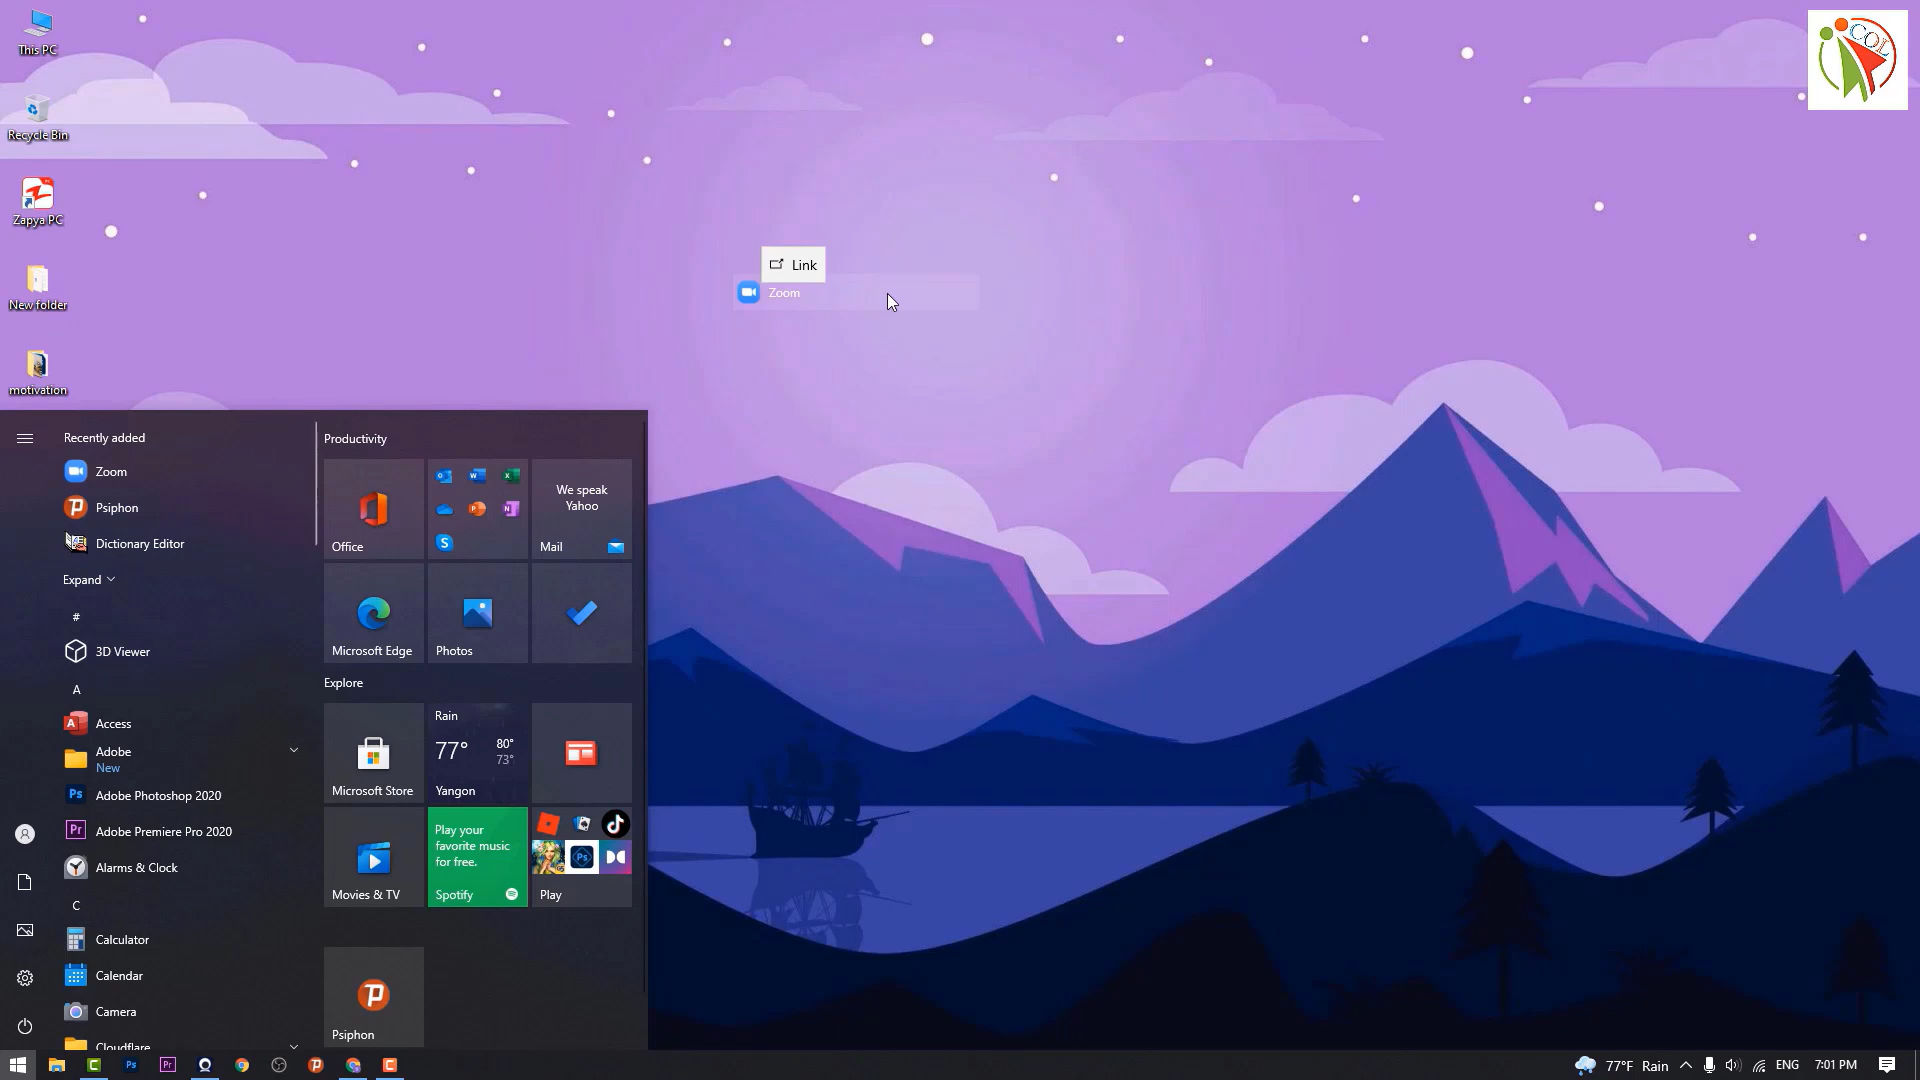 This PC
Recycle Bin
Zapya PC
New folder
motivation
COL
Link
Zoom
Recently added
Zoom
Psiphon
Dictionary Editor
Expand
#
3D Viewer
A
Access
Adobe
New
Adobe Photoshop 2020
Adobe Premiere Pro 2020
Alarms & Clock
C
Calculator
Calendar
Camera
Cloudflare
Productivity
Office
We speak
Yahoo
Mail
Microsoft Edge
Photos
Explore
Microsoft Store
Rain
77°
80°
73°
Yangon
Movies & TV
Play your
favorite music
for free.
Spotify
Play
Psiphon
77°F Rain
ENG
7:01 PM